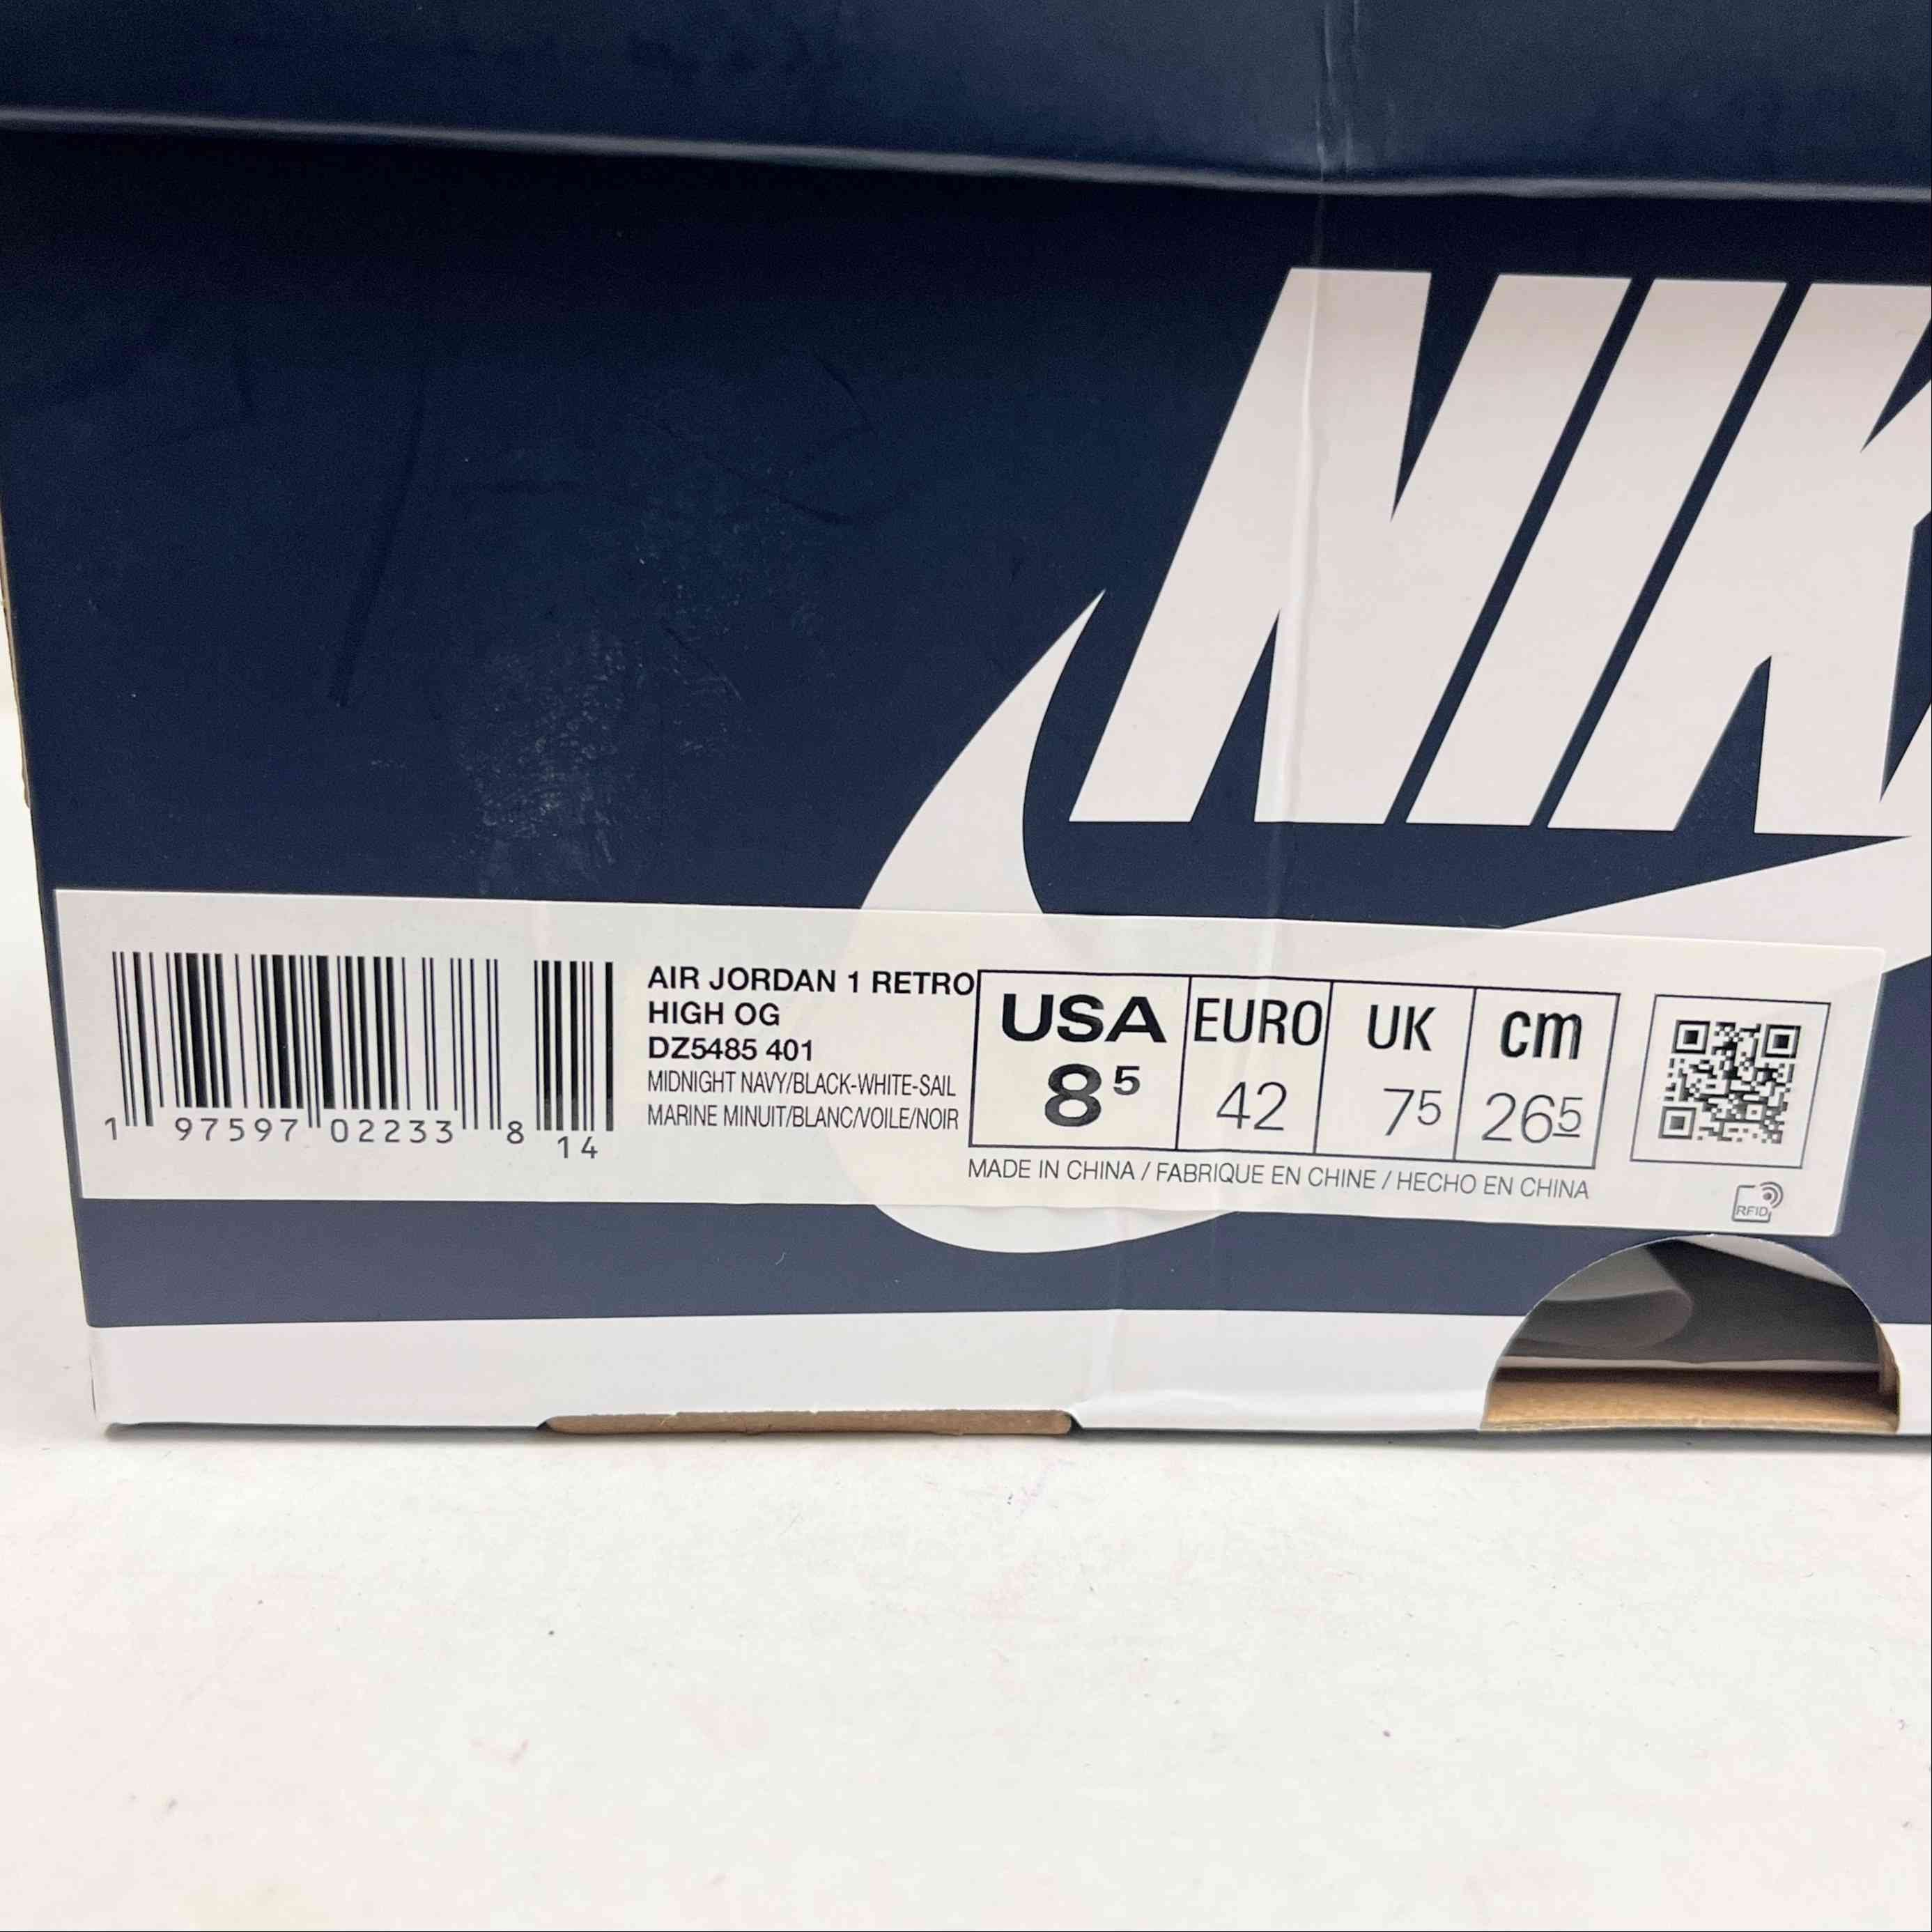 NIK
AIR JORDAN 1 RETRO
HIGH OG
DZ5485 401
MIDNIGHT NAVY/BLACK-WHITE-SAIL
MARINE MINUIT/BLANC/VOILE/NOIR
1 97597 02233 8 14
USA EURO UK cm
8 5 42 75 265
MADE IN CHINA / FABRIQUE EN CHINE / HECHO EN CHINA
RFID